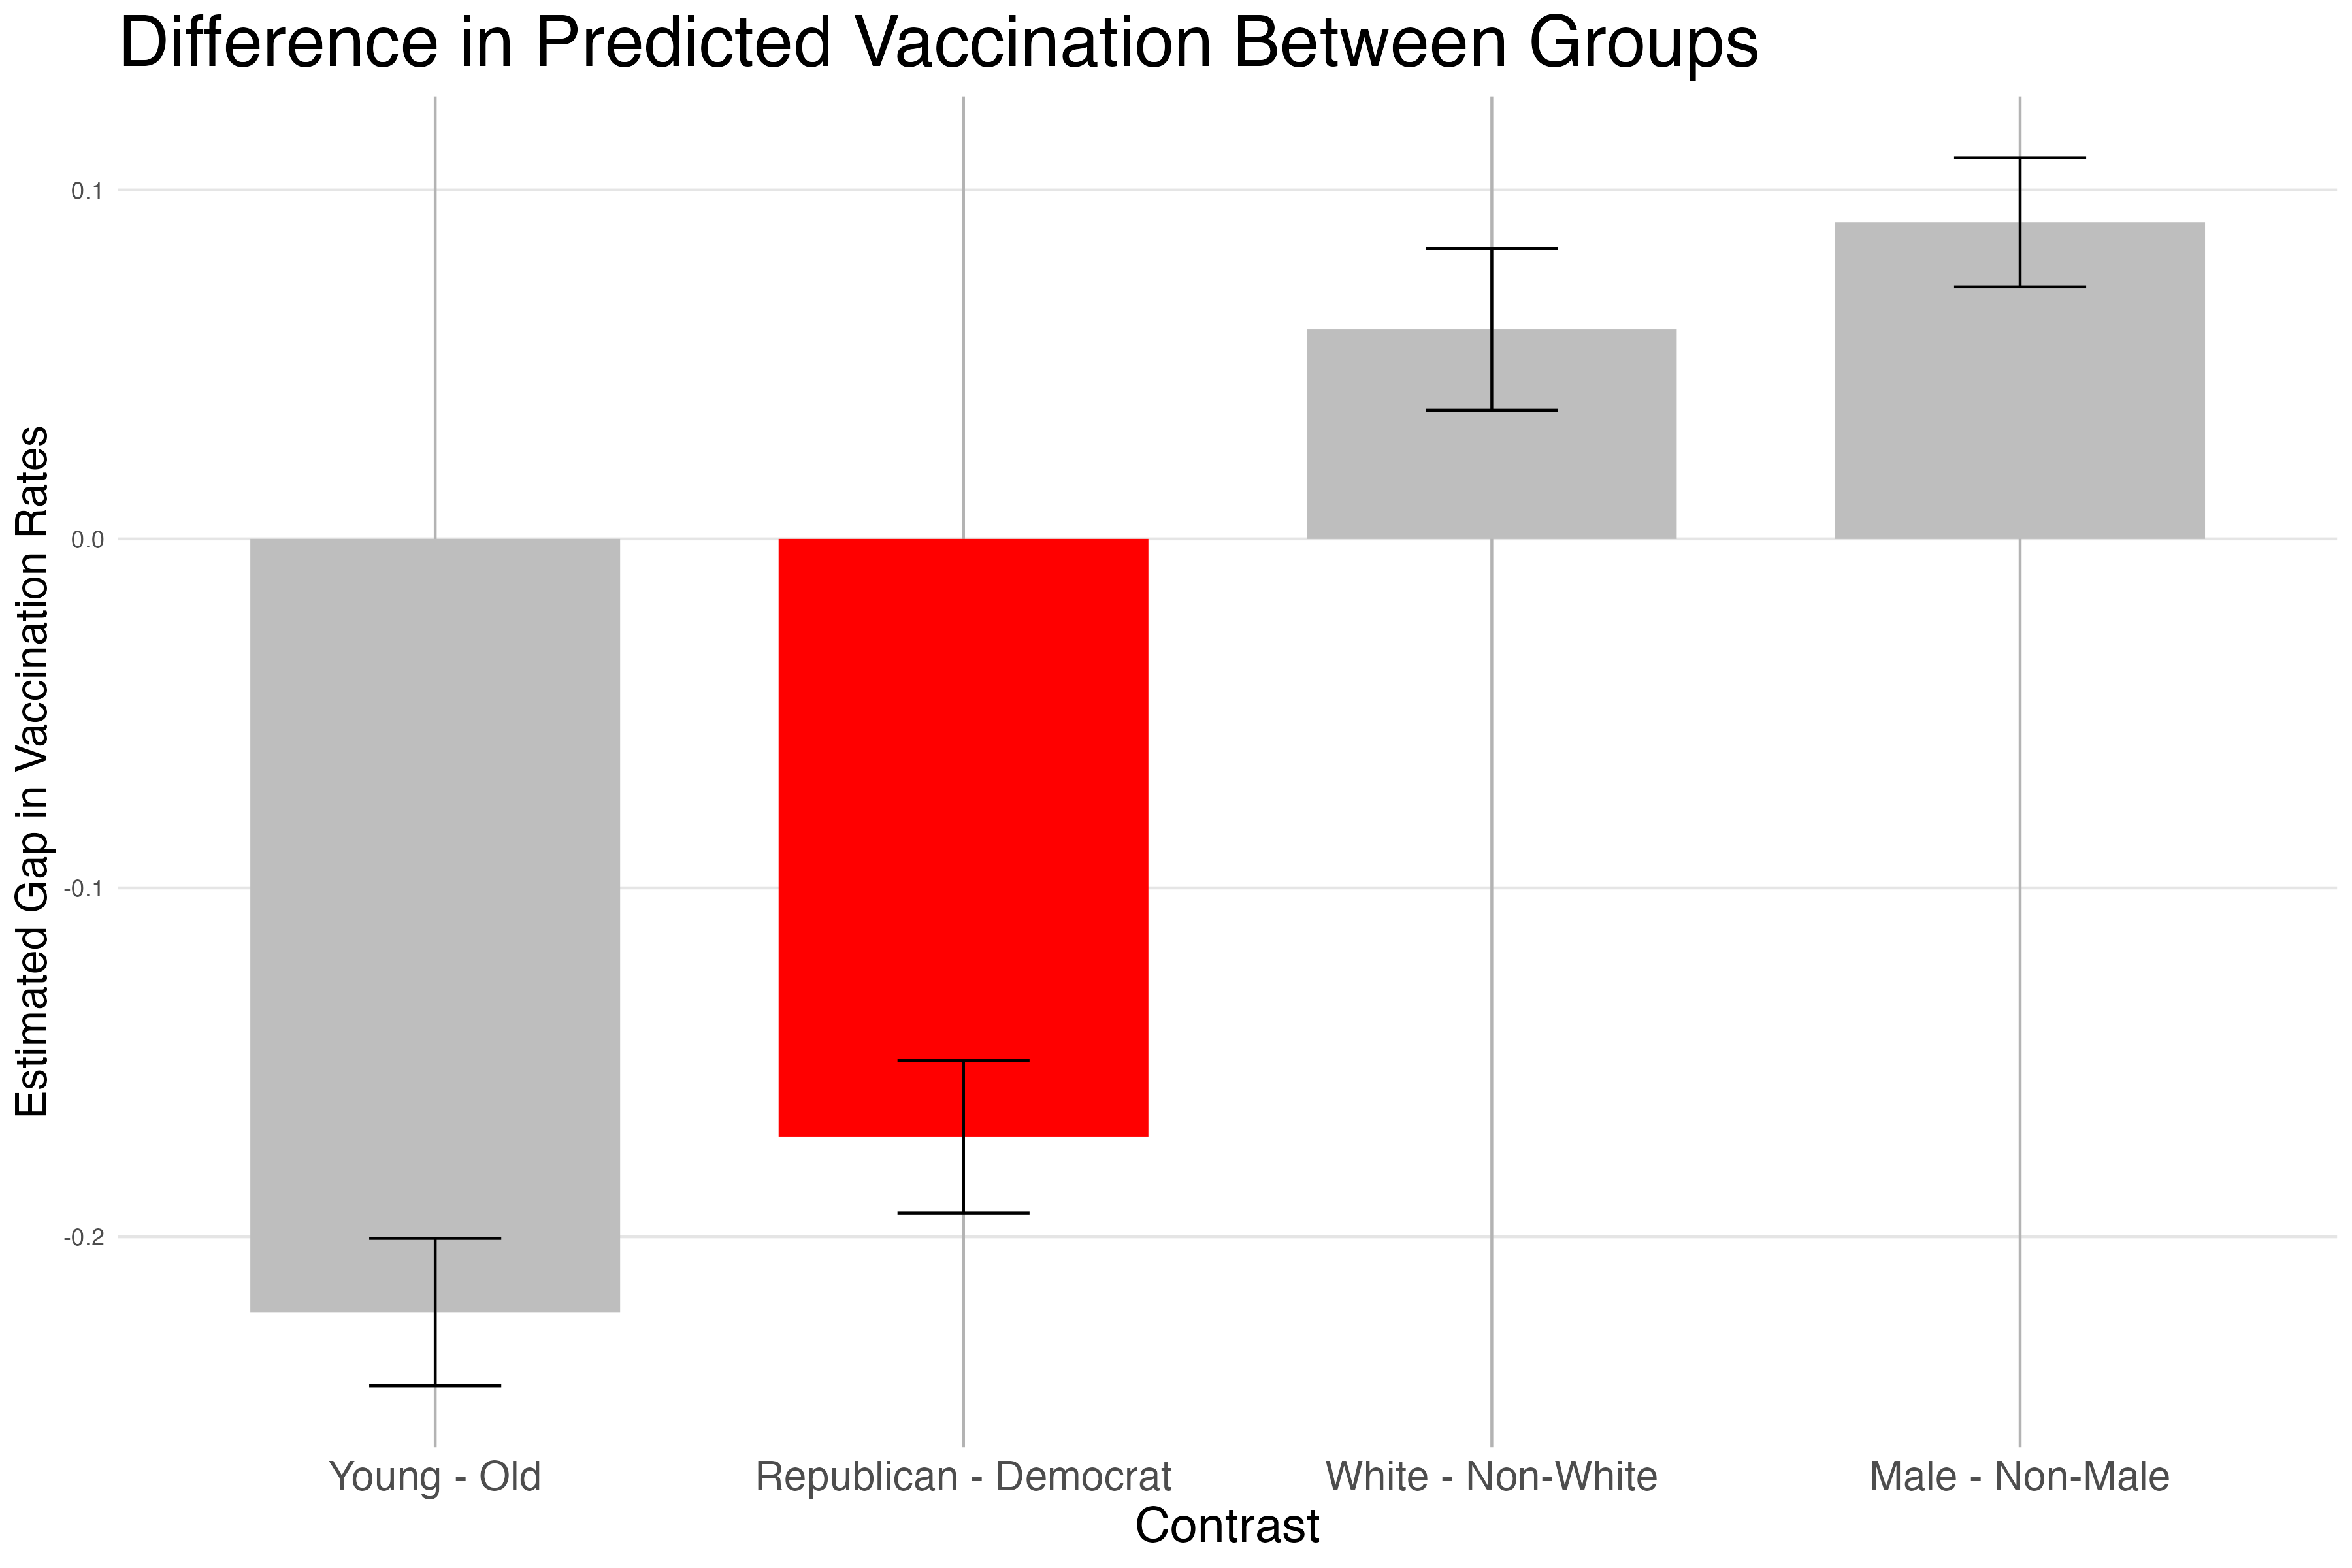 Difference in Predicted Vaccination Between Groups
Estimated Gap in Vaccination Rates
0.1
0.0
-0.1
-0.2
Young - Old
Republican - Democrat
White - Non-White
Male - Non-Male
Contrast